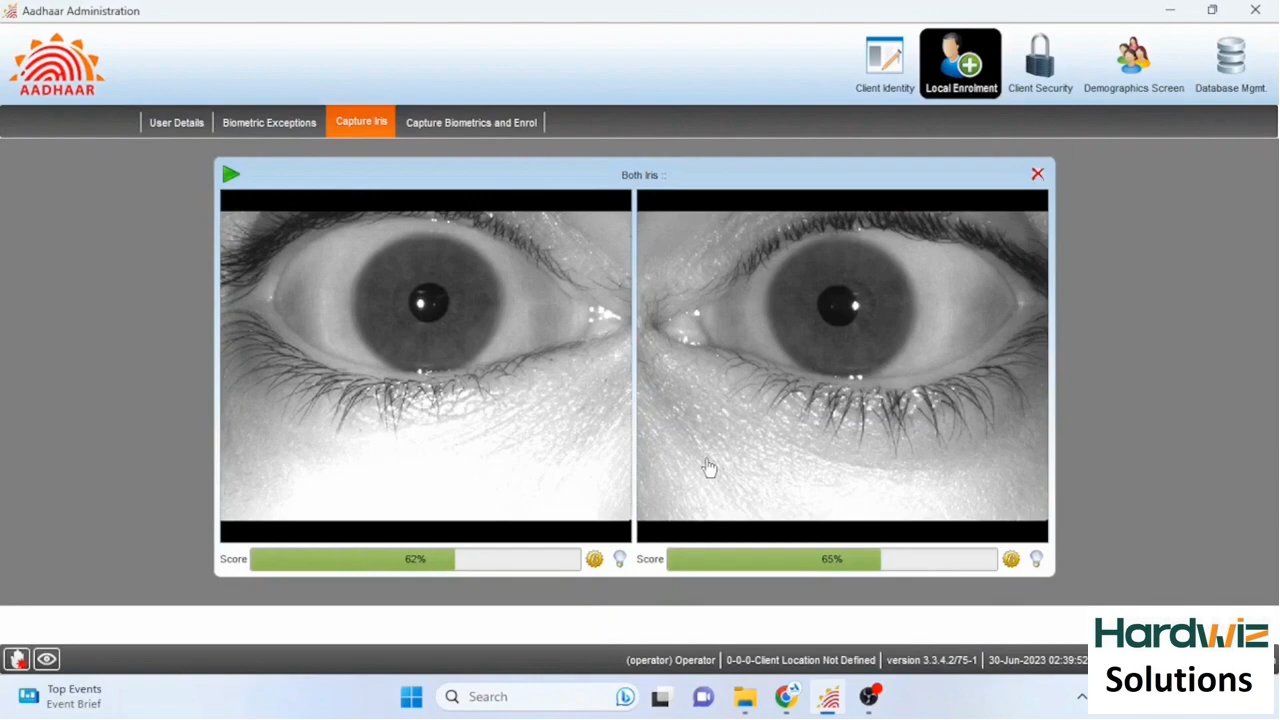 Aadhaar Administration
AADHAAR
Client Identity
Local Enrolment
Client Security
Demographics Screen
Database Mgmt.
User Details
Biometric Exceptions
Capture Iris
Capture Biometrics and Enrol
Both Iris ::
Score 62%
Score 65%
(operator) Operator
0-0-0-Client Location Not Defined
version 3.3.4.2/75-1
30-Jun-2023 02:39:52
Hardwiz
Solutions
Top Events
Event Brief
Search